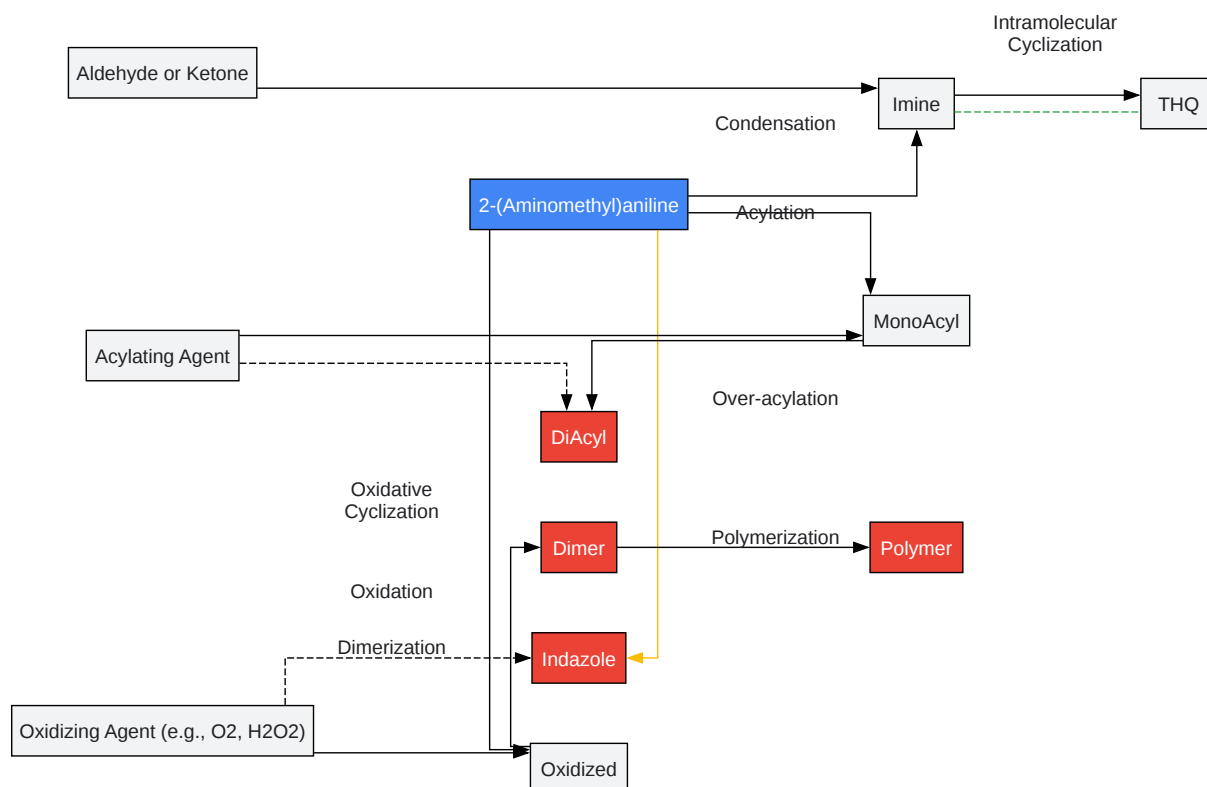 Intramolecular
Cyclization
Aldehyde or Ketone
Imine
THQ
Condensation
2-(Aminomethyl)aniline
Acylation
MonoAcyl
Acylating Agent
Over-acylation
DiAcyl
Oxidative
Cyclization
Dimer
Polymerization
Polymer
Oxidation
Dimerization
Indazole
Oxidizing Agent (e.g., O2, H2O2)
Oxidized